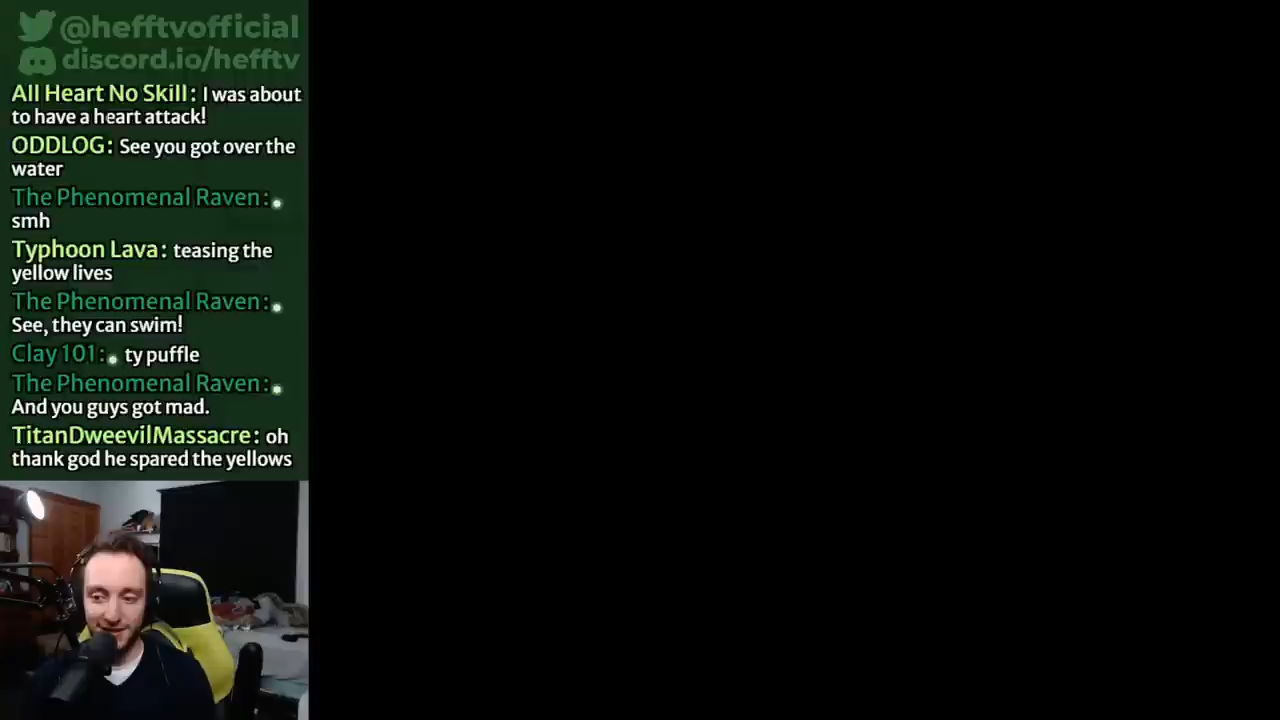 @hefftvofficial
discord.io/hefftv
All Heart No Skill: I was about
to have a heart attack!
ODDLOG: See you got over the
water
The Phenomenal Raven:
smh
Typhoon Lava: teasing the
yellow lives
The Phenomenal Raven:
See, they can swim!
Clay101: ty puffle
The Phenomenal Raven:
And you guys got mad.
TitanDweevilMassacre: oh
thank god he spared the yellows